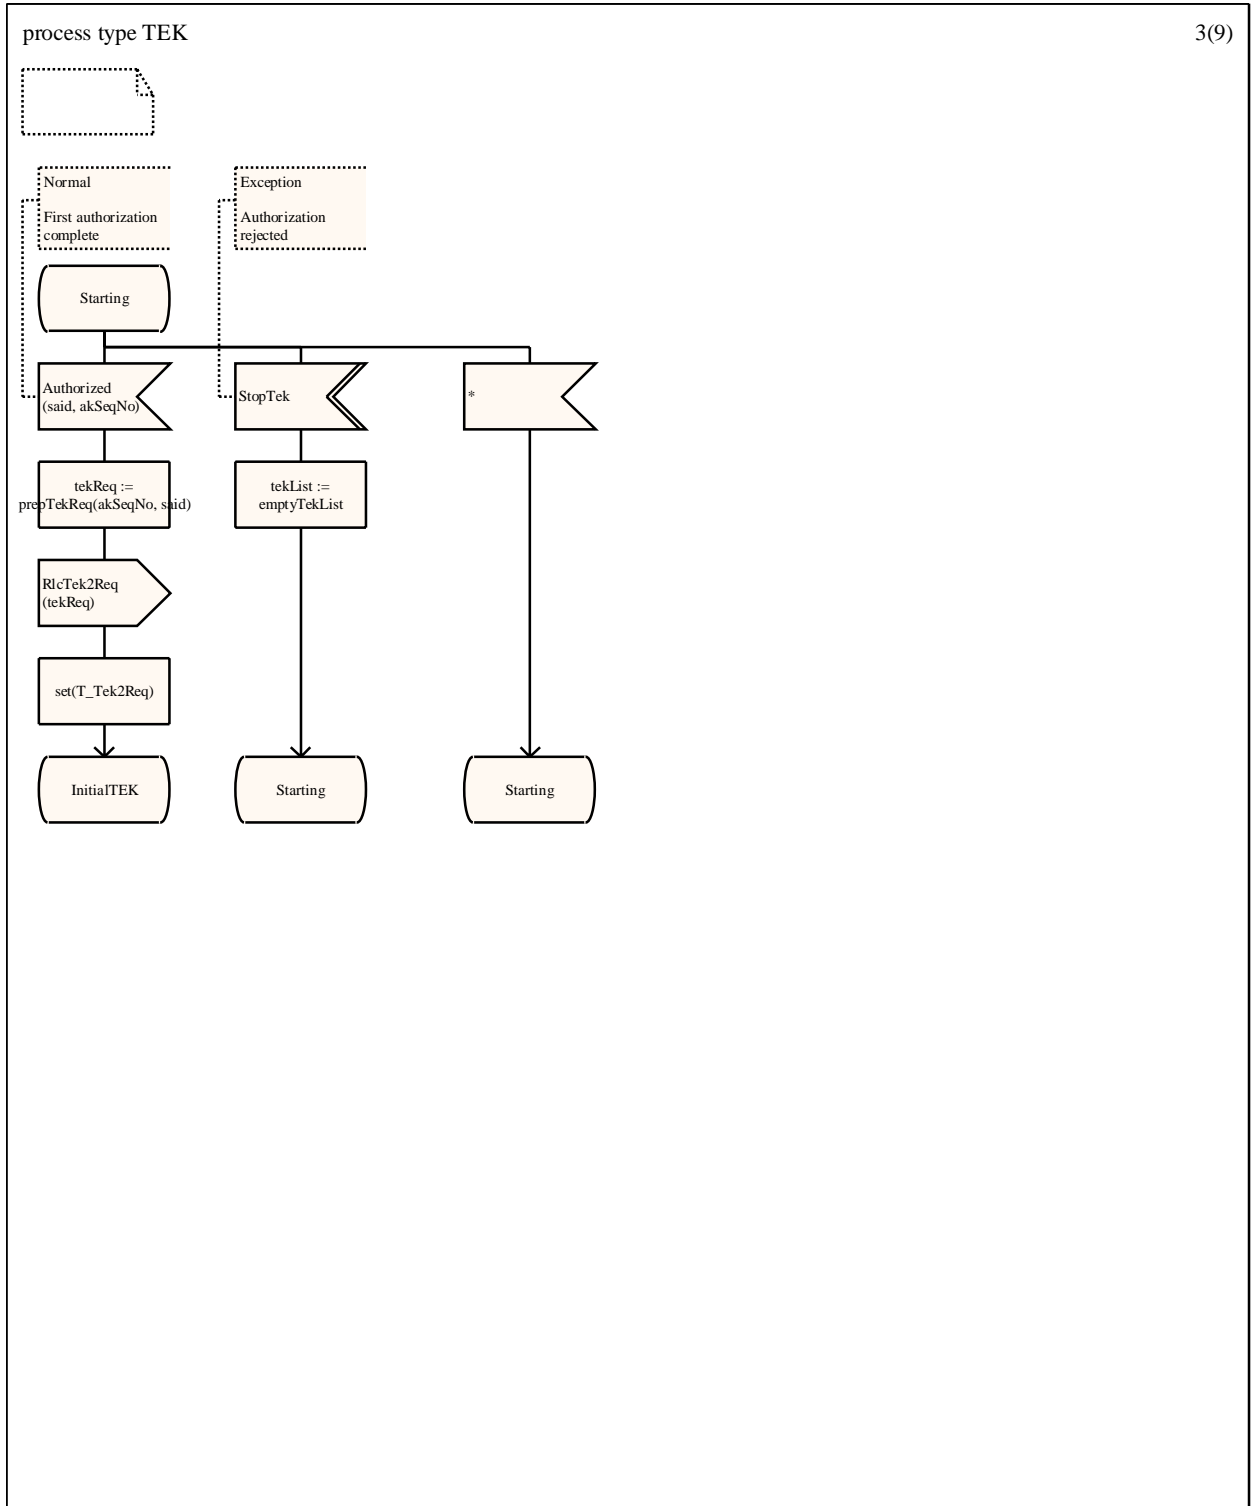 process type TEK
3(9)
Normal
First authorization
complete
Exception
Authorization
rejected
Starting
Authorized
(said, akSeqNo)
StopTek
*
tekReq :=
prepTekReq(akSeqNo, said)
tekList :=
emptyTekList
RlcTek2Req
(tekReq)
set(T_Tek2Req)
InitialTEK
Starting
Starting